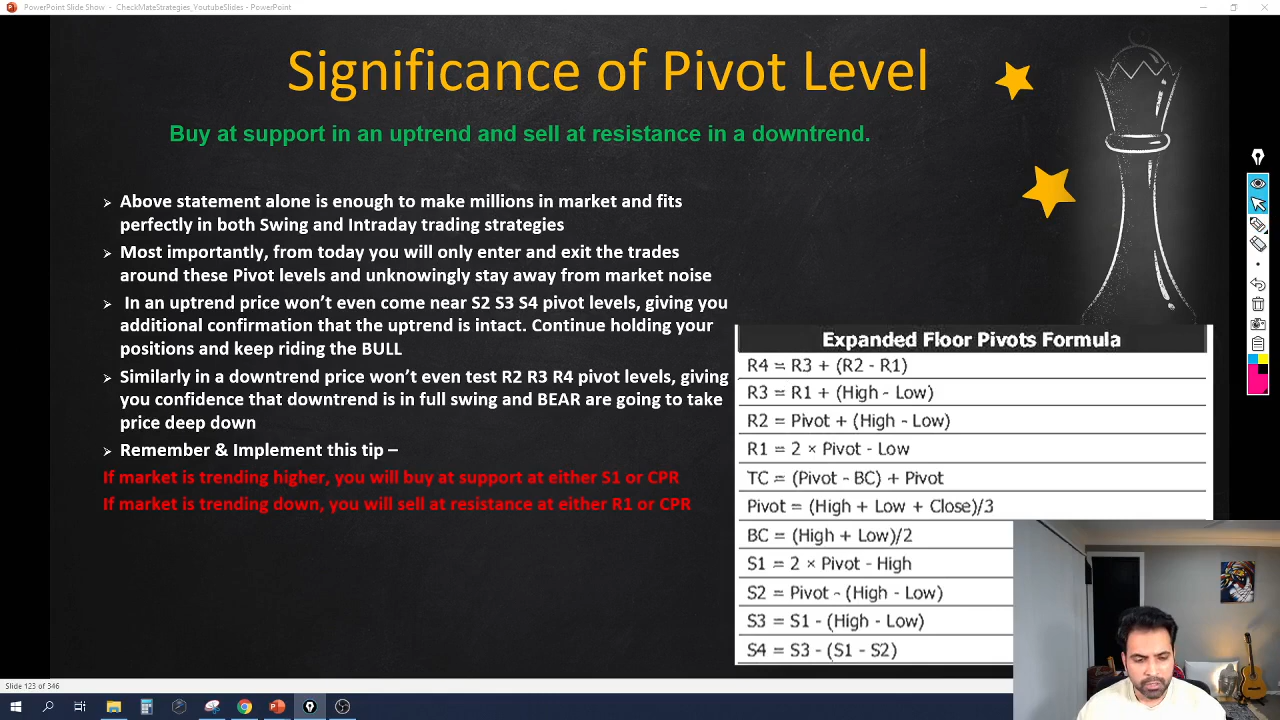 PowerPoint Slide Show - CheckMateStrategies_YoutubeSlides - PowerPoint
Significance of Pivot Level
Buy at support in an uptrend and sell at resistance in a downtrend.
Above statement alone is enough to make millions in market and fits
perfectly in both Swing and Intraday trading strategies
Most importantly, from today you will only enter and exit the trades
around these Pivot levels and unknowingly stay away from market noise
In an uptrend price won't even come near S2 S3 S4 pivot levels, giving you
additional confirmation that the uptrend is intact. Continue holding your
positions and keep riding the BULL
Similarly in a downtrend price won't even test R2 R3 R4 pivot levels, giving
you confidence that downtrend is in full swing and BEAR are going to take
price deep down
Remember & Implement this tip –
If market is trending higher, you will buy at support at either S1 or CPR
If market is trending down, you will sell at resistance at either R1 or CPR
Expanded Floor Pivots Formula
R4 = R3 + (R2 - R1)
R3 = R1 + (High - Low)
R2 = Pivot + (High - Low)
R1 = 2 × Pivot - Low
TC = (Pivot - BC) + Pivot
Pivot = (High + Low + Close)/3
BC = (High + Low)/2
S1 = 2 × Pivot - High
S2 = Pivot - (High - Low)
S3 = S1 - (High - Low)
S4 = S3 - (S1 - S2)
Slide 123 of 346